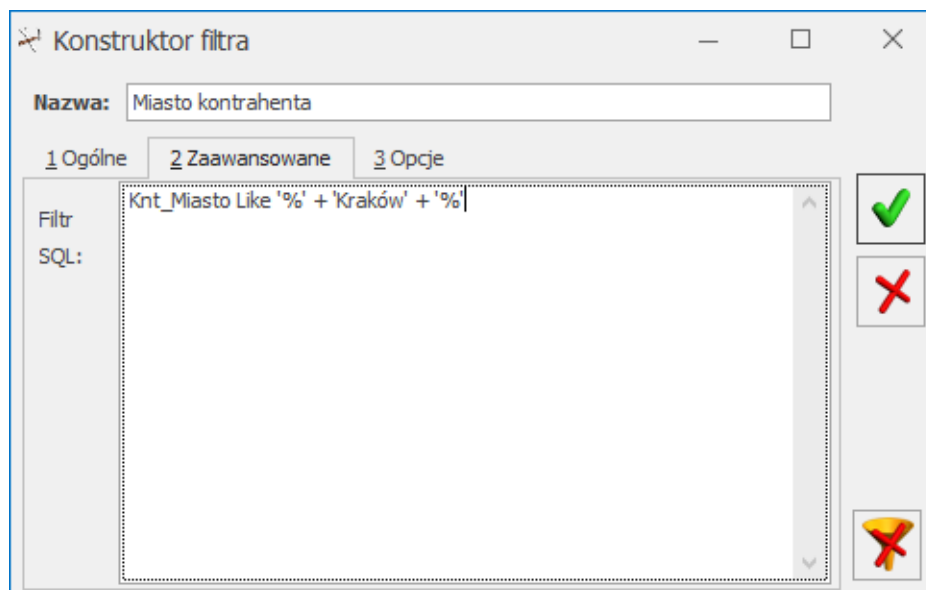 Konstruktor filtra
Nazwa: Miasto kontrahenta
1 Ogólne 2 Zaawansowane 3 Opcje
Filtr
SQL:
Knt_Miasto Like '%' + 'Kraków' + '%'